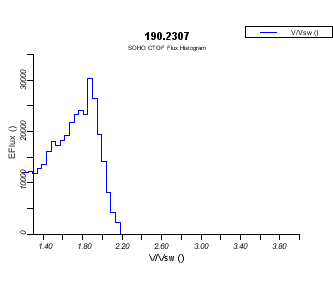 V/Vsw ()
190.2307
SOHO CTOF Flux Histogram
EFlux ()
30000
20000
10000
0
1.40 1.80 2.20 2.60 3.00 3.40 3.80
V/Vsw ()